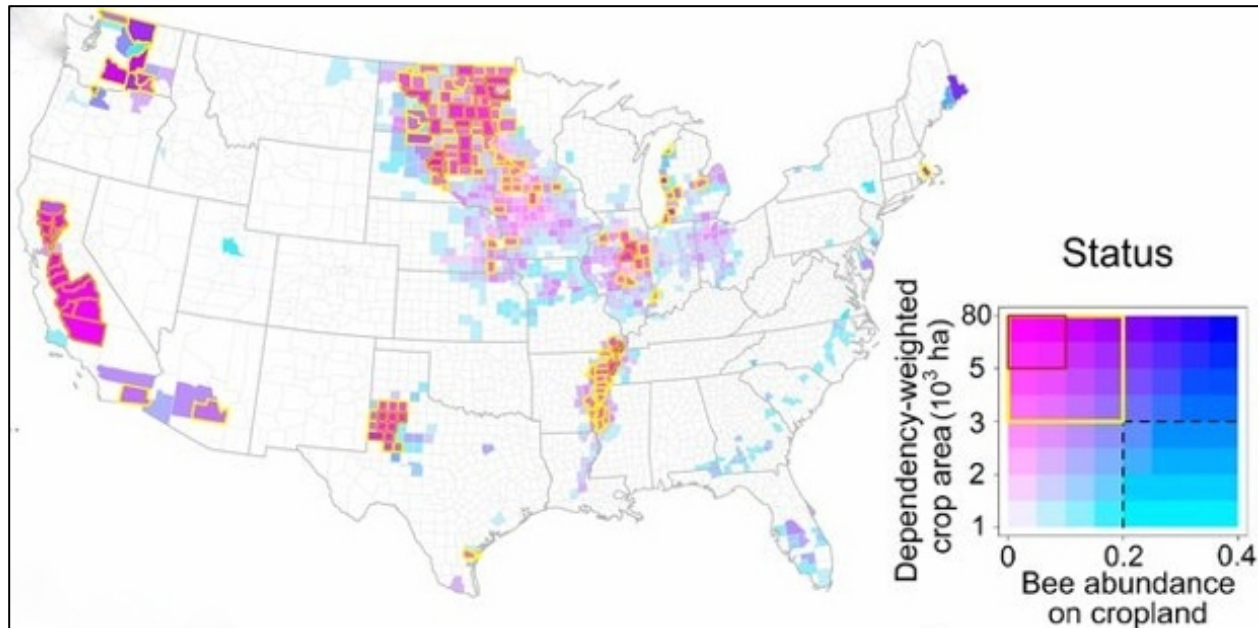 Status
Dependency-weighted
crop area (10³ ha)
80
5
3
2
1
0
0.2
0.4
Bee abundance
on cropland